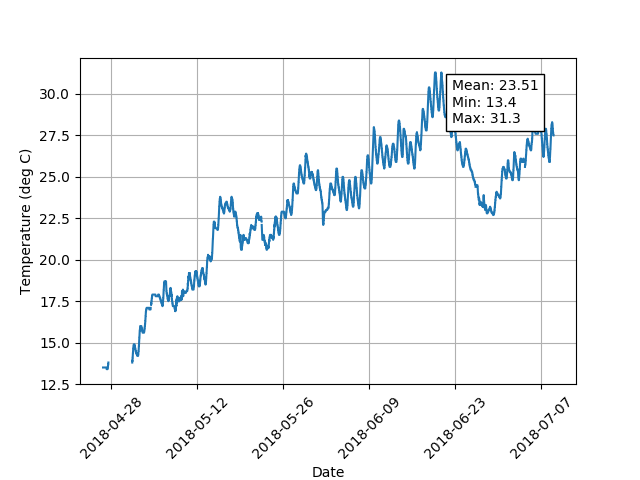 Mean: 23.51
Min: 13.4
Max: 31.3
30.0
27.5
25.0
22.5
20.0
17.5
15.0
12.5
Temperature (deg C)
2018-04-28
2018-05-12
2018-05-26
2018-06-09
2018-06-23
2018-07-07
Date